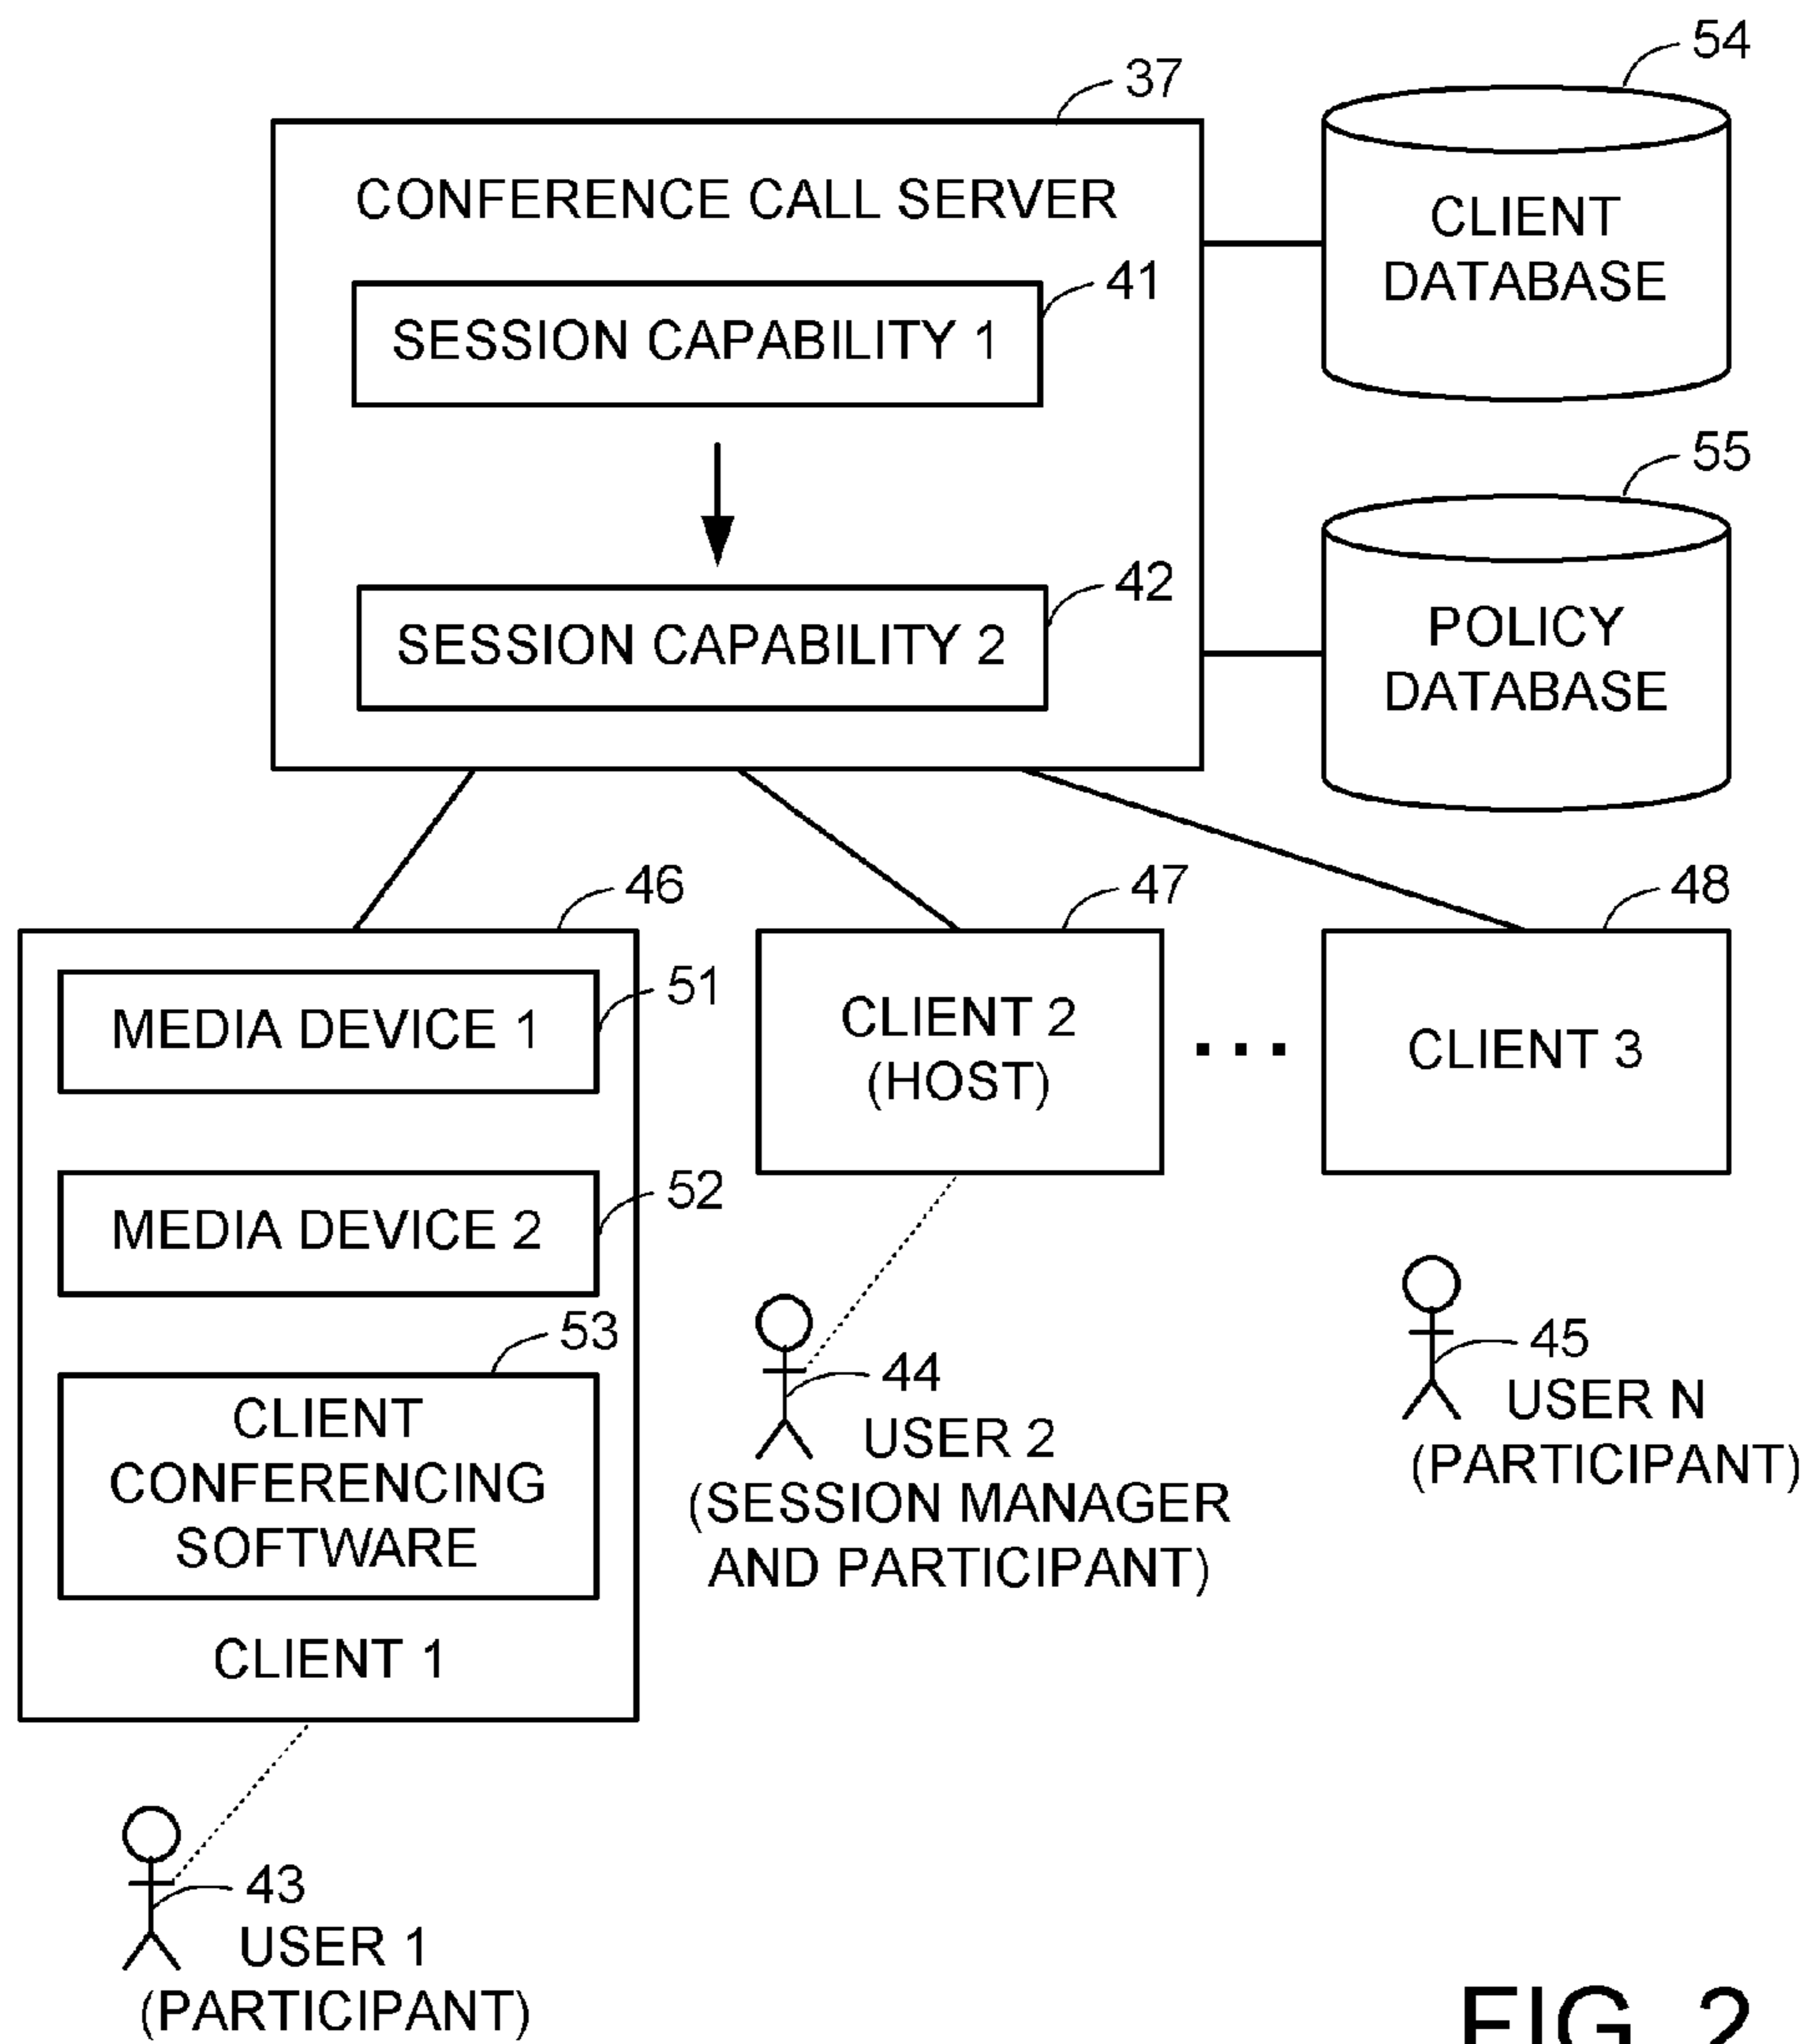 54
37
CONFERENCE CALL SERVER
CLIENT
DATABASE
41
SESSION CAPABILITY 1
55
42
SESSION CAPABILITY 2
POLICY
DATABASE
46
47
48
51
MEDIA DEVICE 1
CLIENT 2
(HOST)
...
CLIENT 3
52
MEDIA DEVICE 2
53
CLIENT
CONFERENCING
SOFTWARE
CLIENT 1
44
USER 2
(SESSION MANAGER
AND PARTICIPANT)
45
USER N
(PARTICIPANT)
43
USER 1
(PARTICIPANT)
FIG. 2